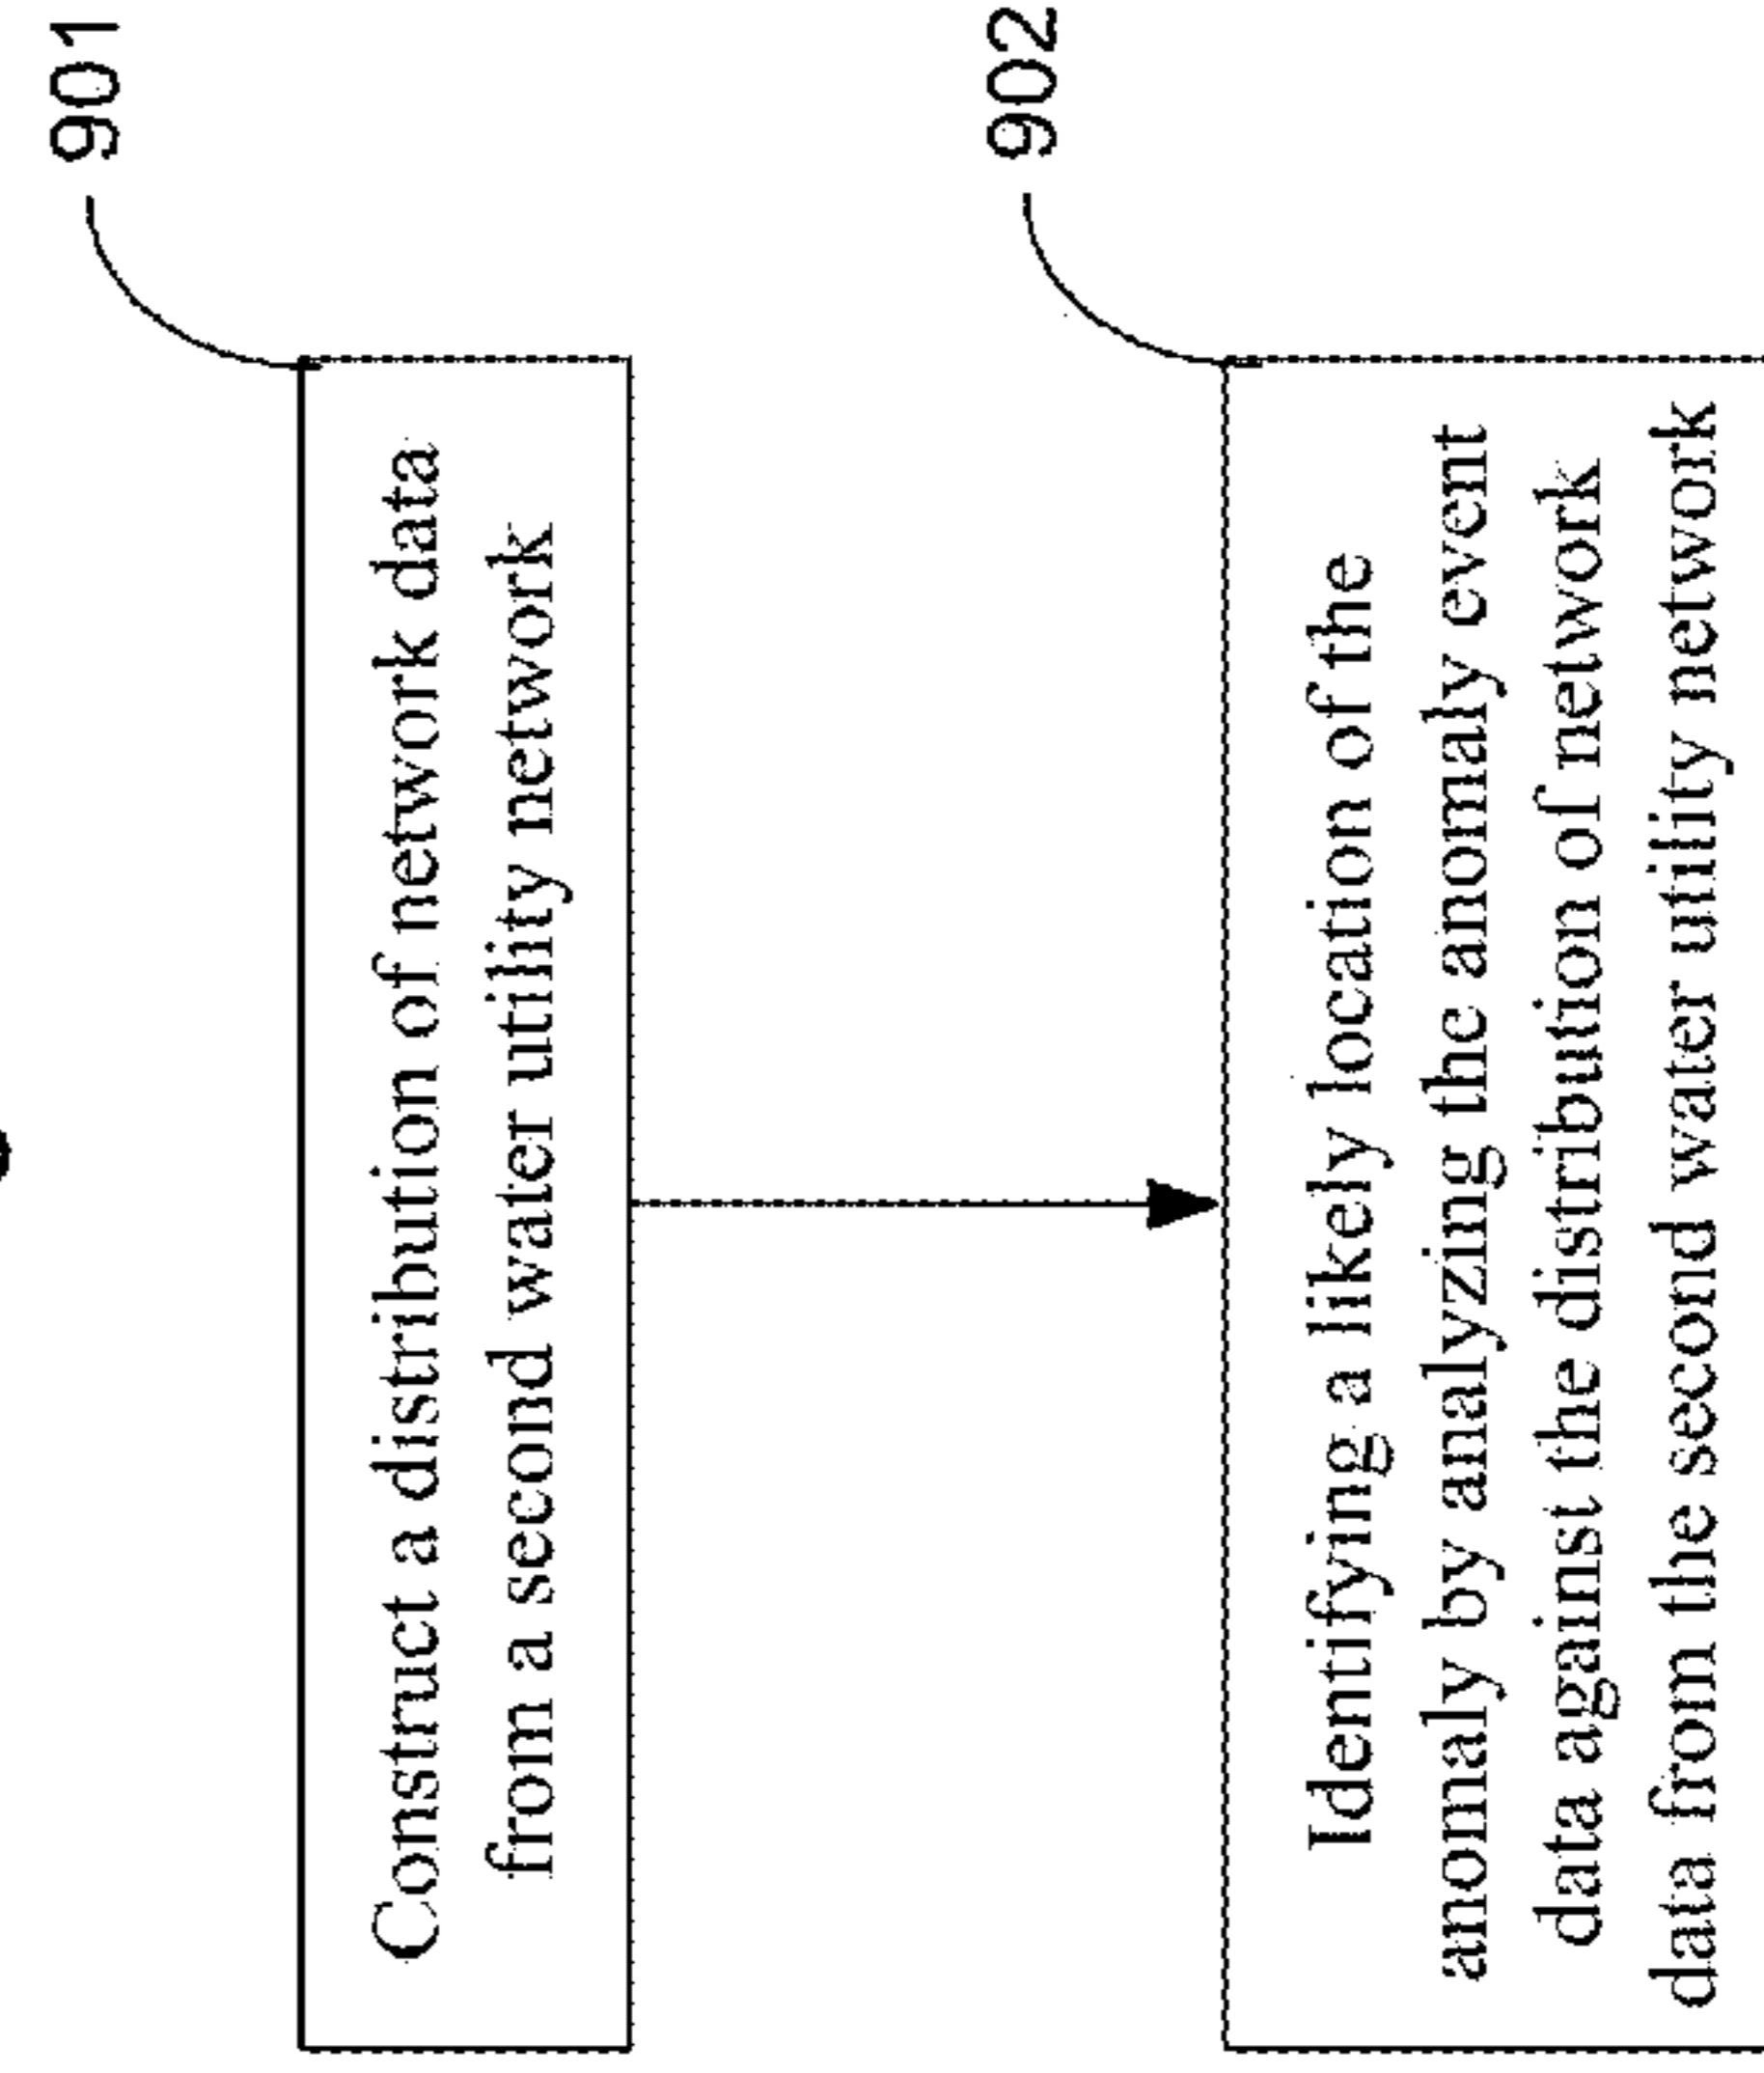 901
Construct a distribution of network data
from a second water utility network
902
Identifying a likely location of the
anomaly by analyzing the anomaly event
data against the distribution of network
data from the second water utility network